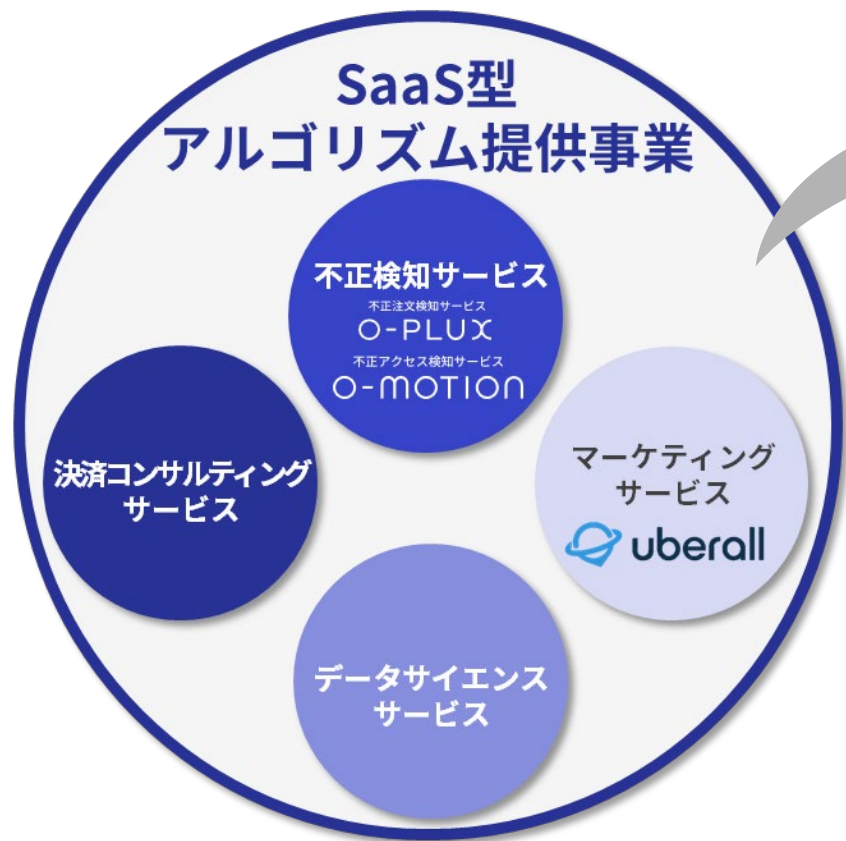 SaaS型
アルゴリズム提供事業
不正検知サービス
不正注文検知サービス
O-PLUX
不正アクセス検知サービス
O-MOTION
決済コンサルティング
サービス
マーケティング
サービス
uberall
データサイエンス
サービス